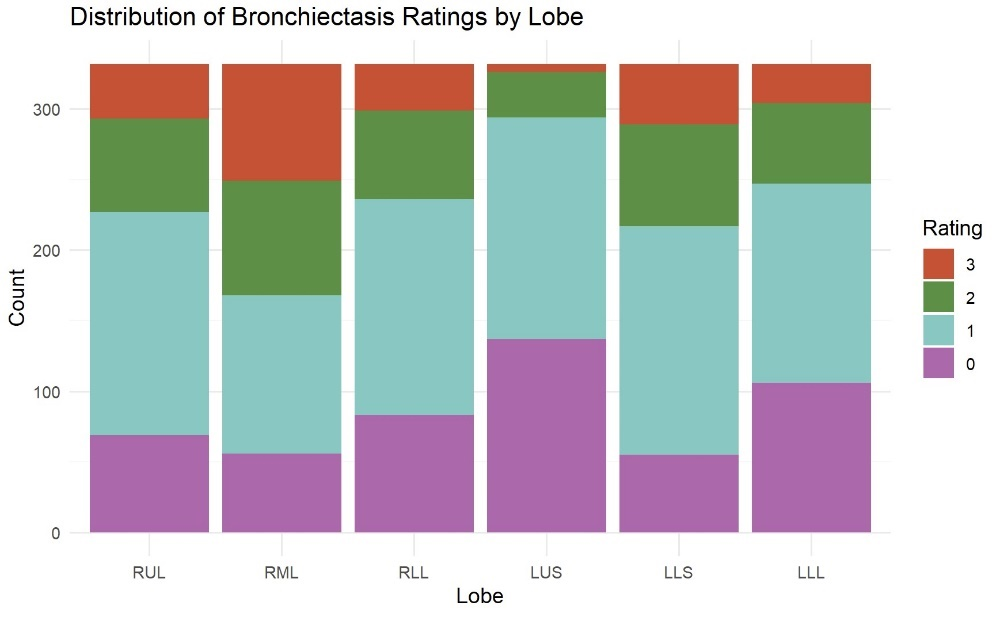 Distribution of Bronchiectasis Ratings by Lobe
300
200
100
0
Count
RUL RML RLL LUS LLS LLL
Lobe
Rating
3
2
1
0